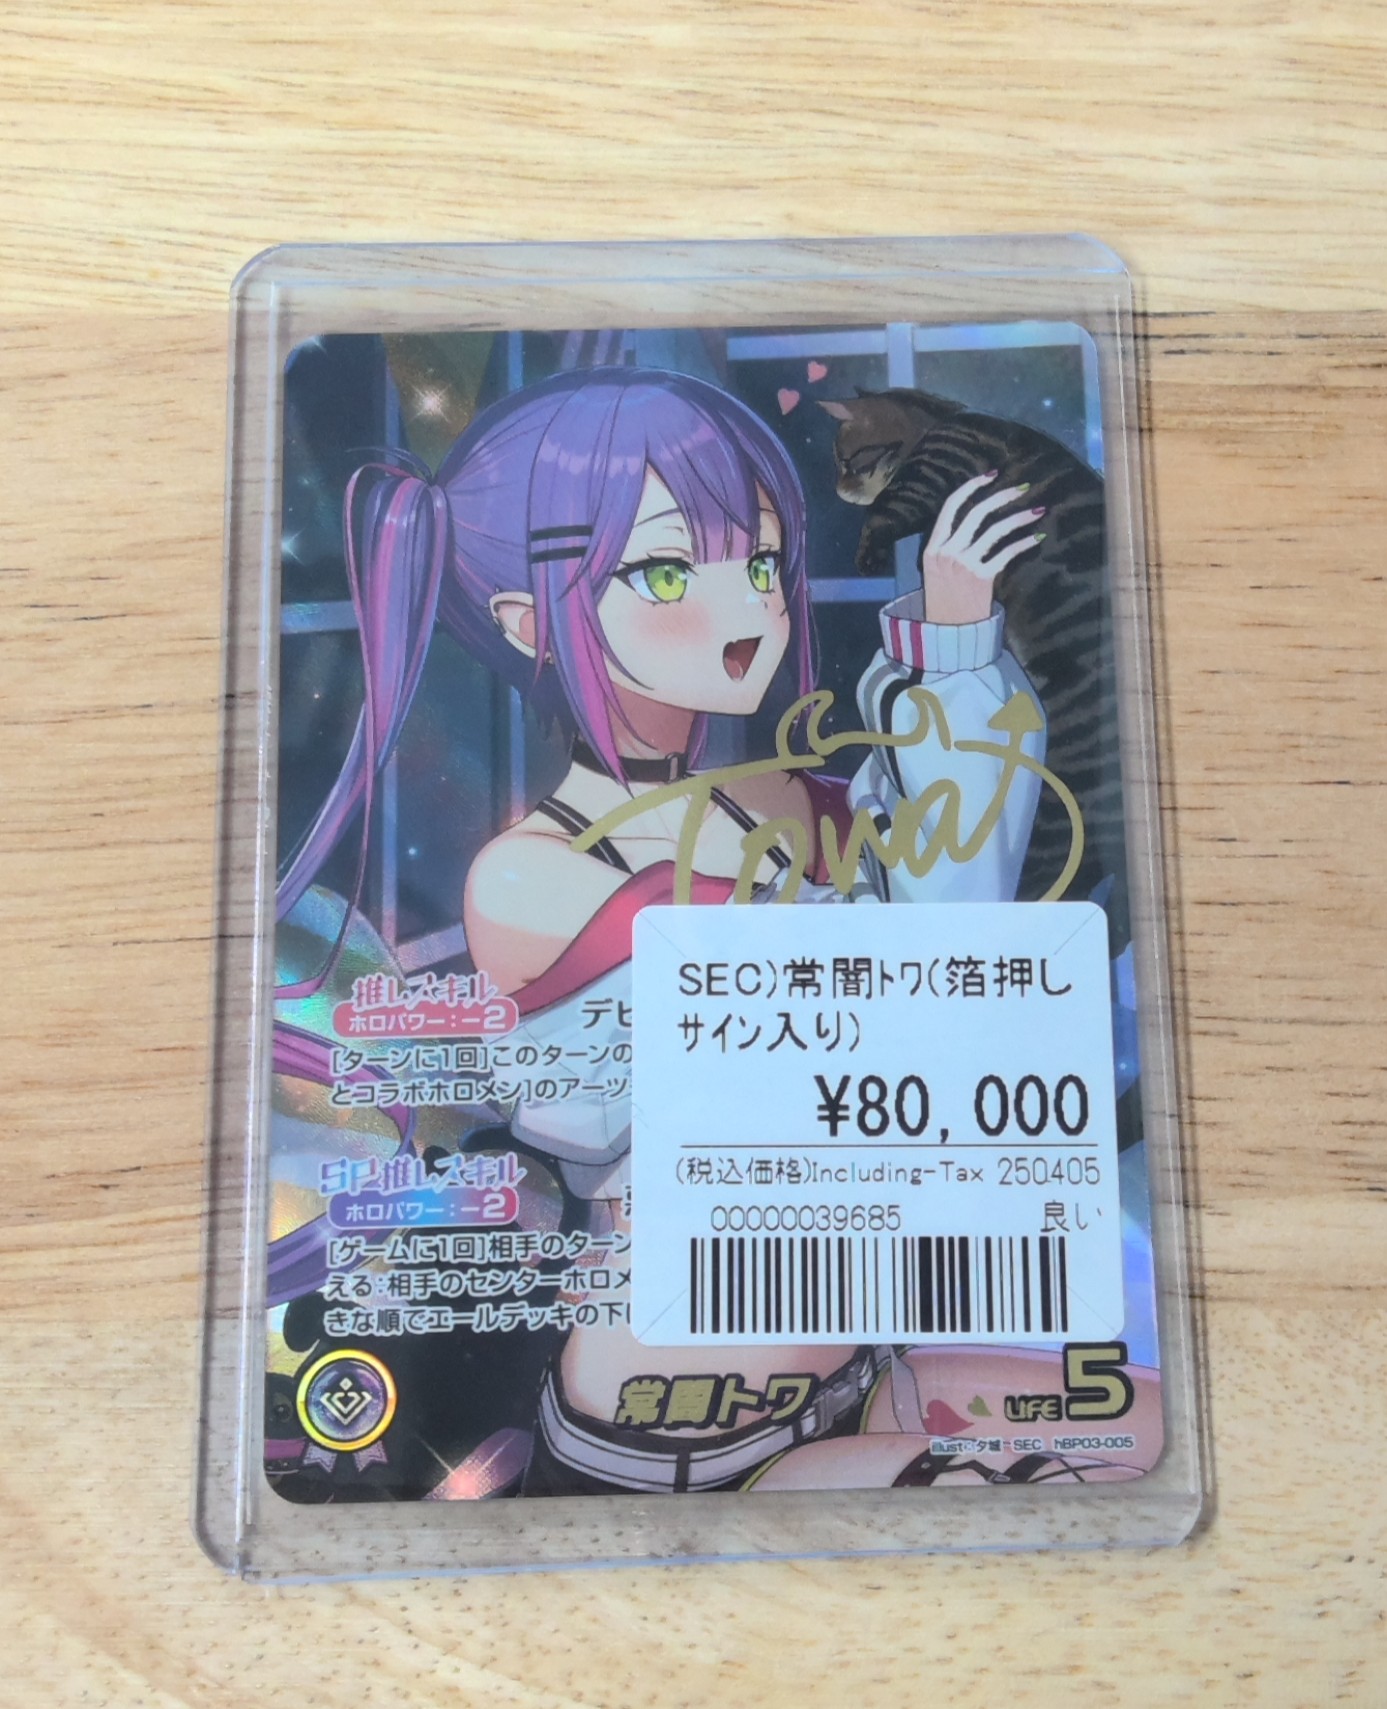 Towa
推しスキル
ホロパワー:-2
[ターンに1回]このターンの
とコラボホロメン]のアーツ
SP推しスキル
ホロパワー:-2
[ゲームに1回]相手のターン
える:相手のセンターホロメ
きな順でエールデッキの下
SEC)常闇トワ(箔押し
サイン入り)
¥80,000
(税込価格)Including-Tax 250405
00000039685 良い
常闇トワ
LIFE 5
illust:夕城 SEC hBP03-005